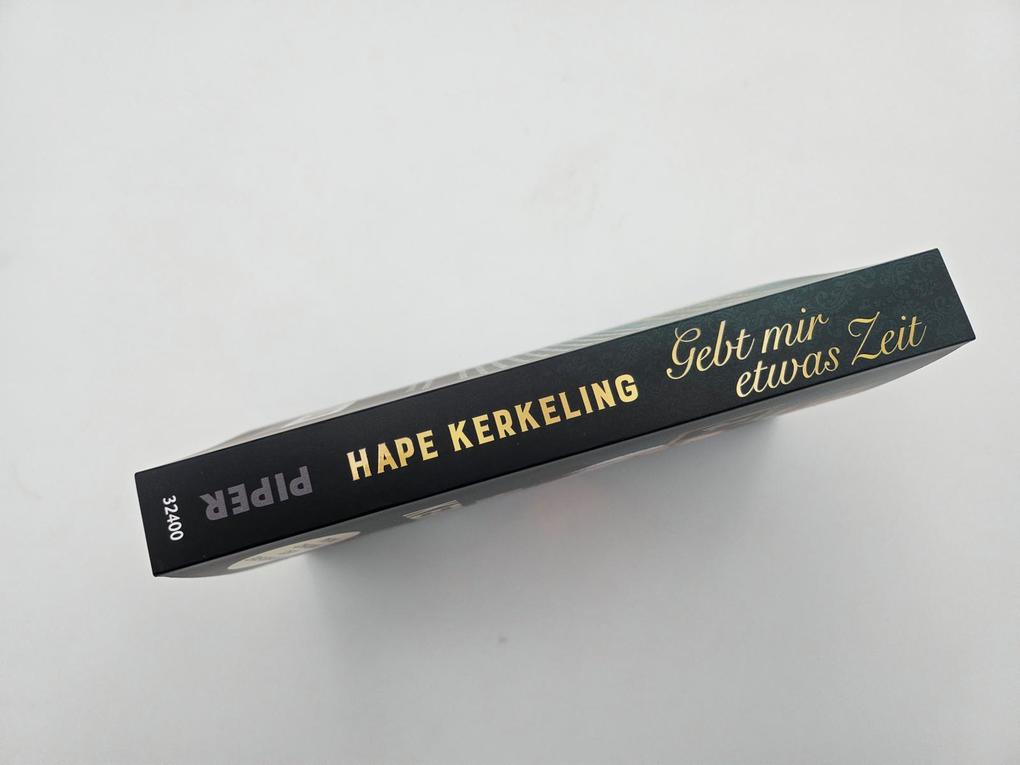 HAPE KERKELING
Gebt mir
etwas Zeit
PIPER
32400